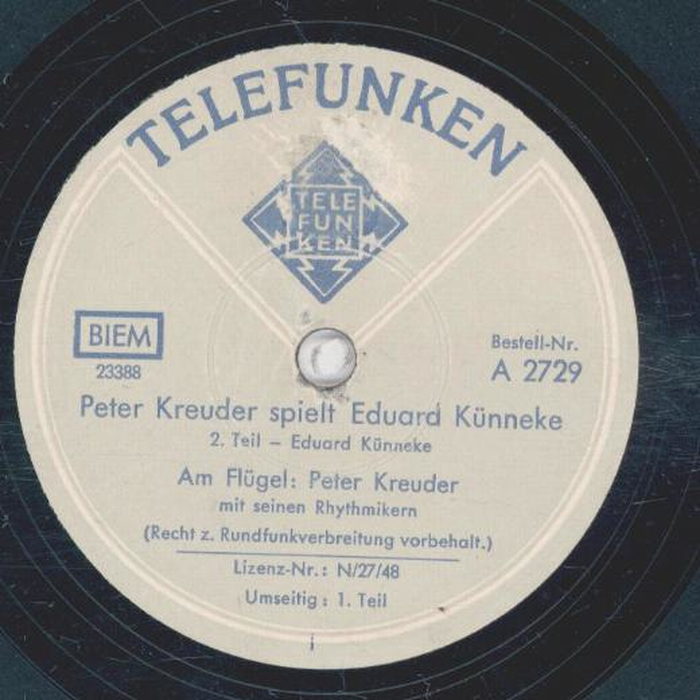 TELEFUNKEN
TELE
FUN
KEN
BIEM
23388
Bestell-Nr.
A 2729
Peter Kreuder spielt Eduard Künneke
2. Teil – Eduard Künneke
Am Flügel: Peter Kreuder
mit seinen Rhythmikern
(Recht z. Rundfunkverbreitung vorbehalt.)
Lizenz-Nr.: N/27/48
Umseitig: 1. Teil
i